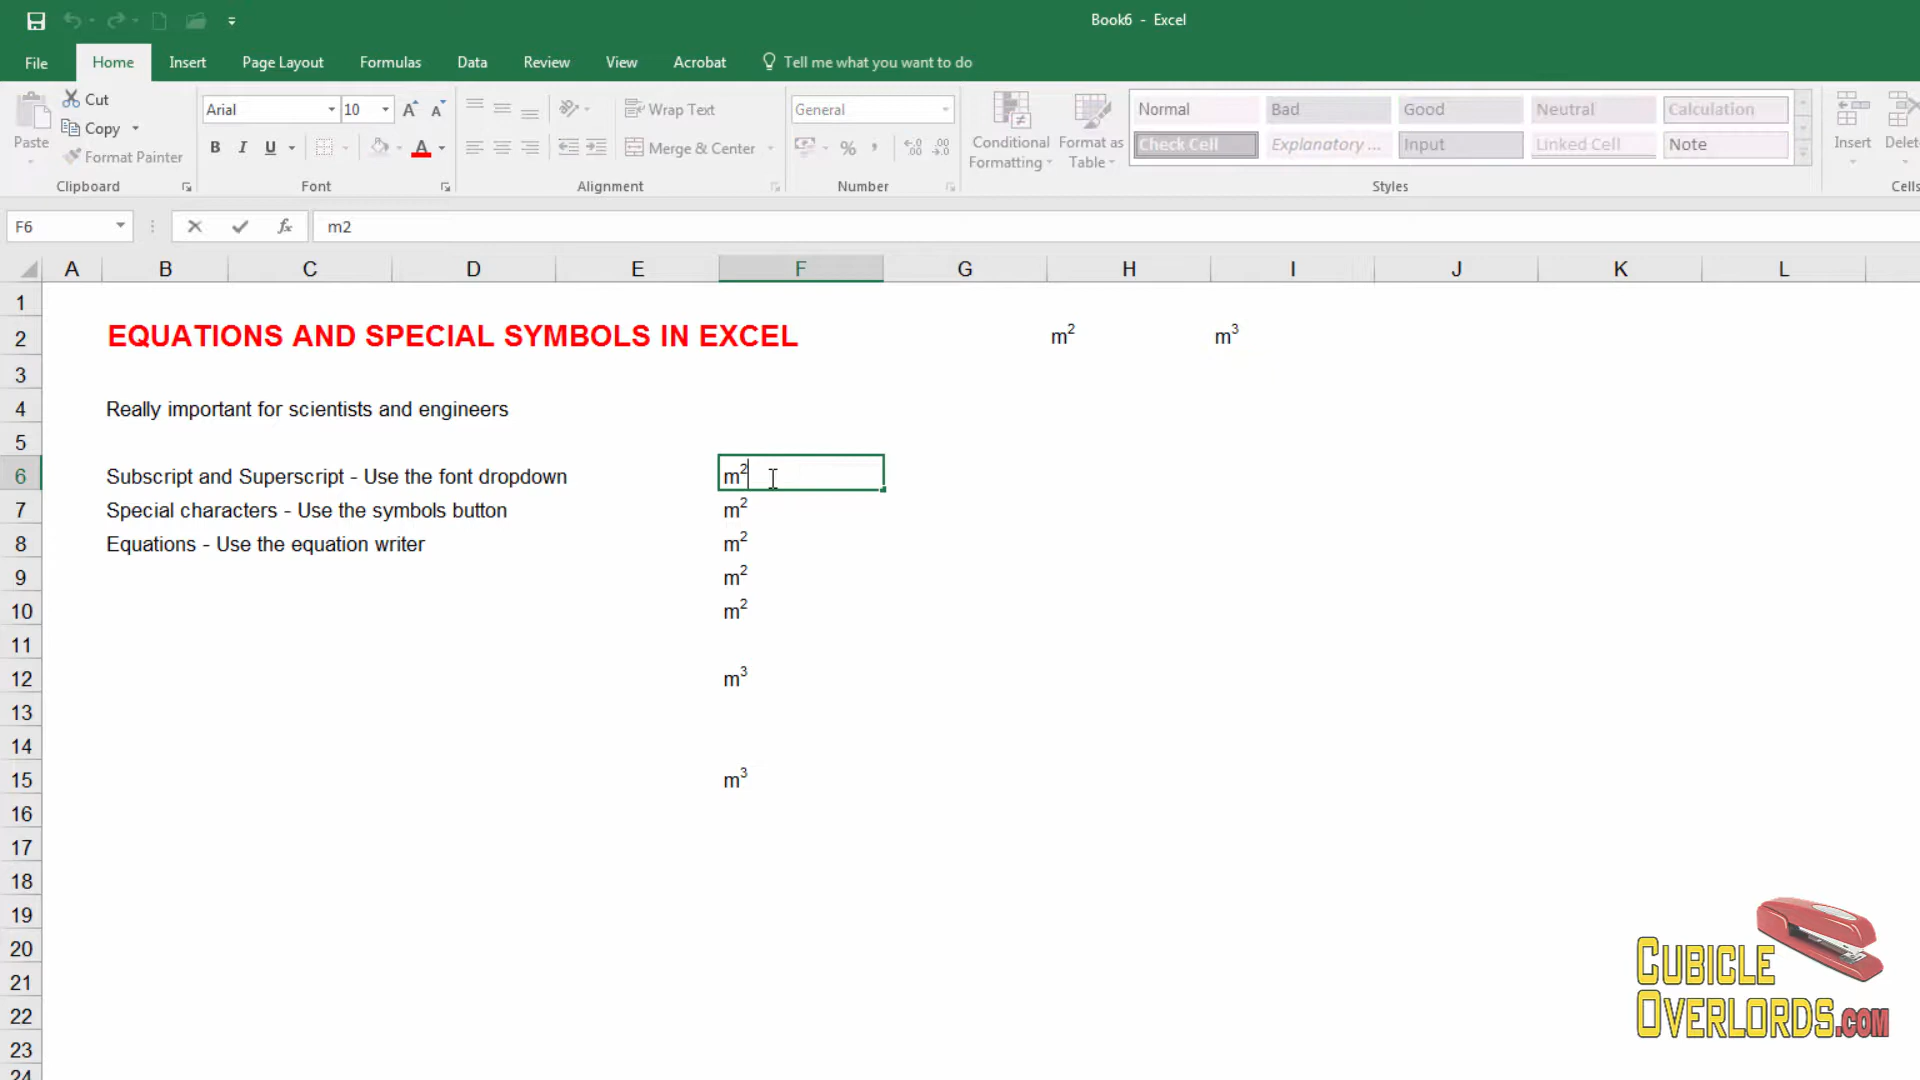 Book6 - Excel
File Home Insert Page Layout Formulas Data Review View Acrobat Tell me what you want to do
Paste Cut Copy Format Painter Clipboard
Arial 10 B I U A Font
Wrap Text Merge & Center Alignment
General % Number
Conditional Formatting Format as Table
Normal Bad Good Neutral Calculation
Check Cell Explanatory ... Input Linked Cell Note
Styles
Insert Delet
Cells
F6 fx m2
A B C D E F G H I J K L
1
2 EQUATIONS AND SPECIAL SYMBOLS IN EXCEL m² m³
3
4 Really important for scientists and engineers
5
6 Subscript and Superscript - Use the font dropdown m²
7 Special characters - Use the symbols button m²
8 Equations - Use the equation writer m²
9 m²
10 m²
11
12 m³
13
14
15 m³
16
17
18
19
20
21
22
23
24
CUBICLE
OVERLORDS.COM